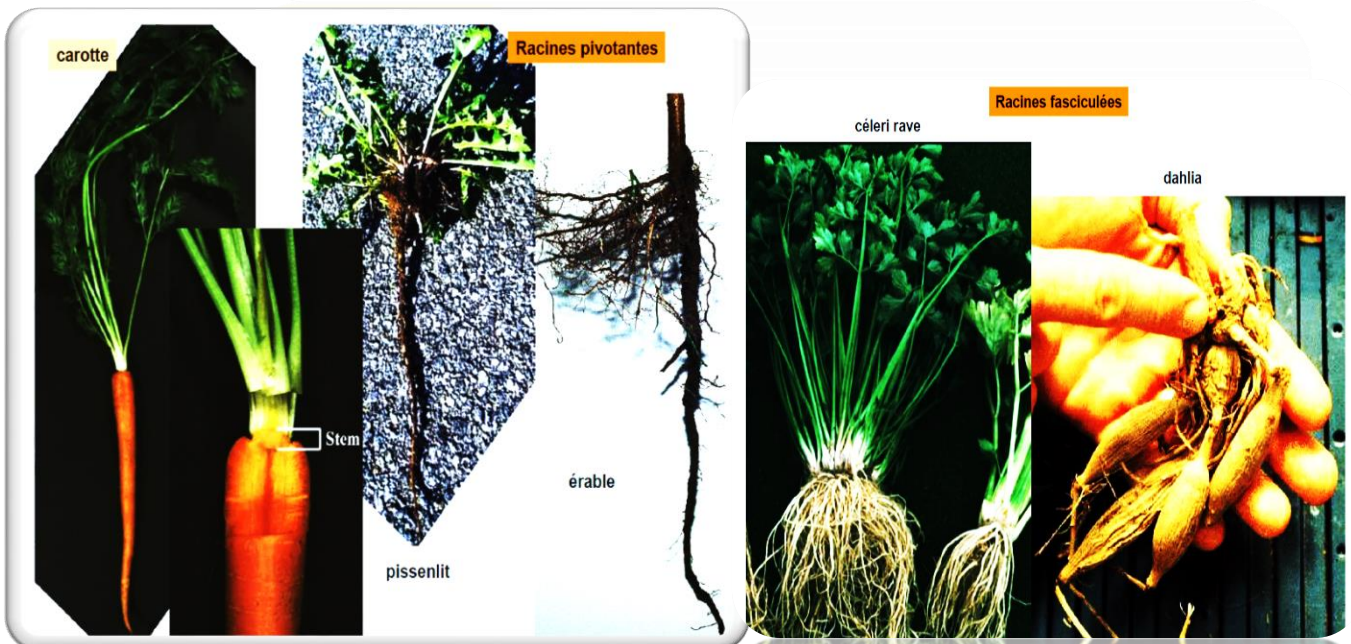 carotte
Racines pivotantes
Stem
pissenlit
érable
Racines fasciculées
céleri rave
dahlia